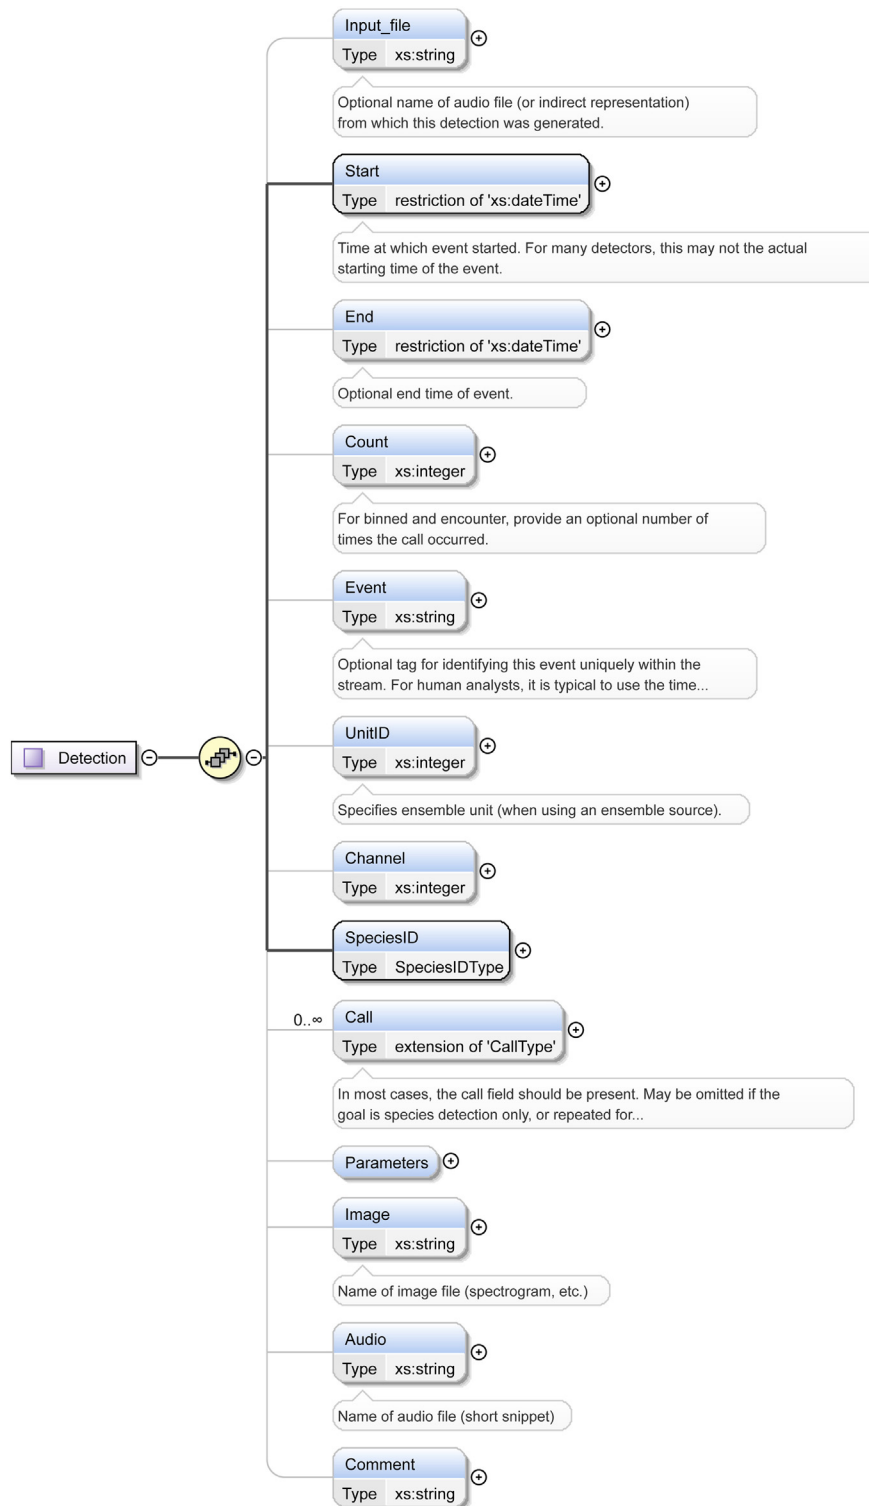 Input_file
Type xs:string
Optional name of audio file (or indirect representation)
from which this detection was generated.
Start
Type restriction of 'xs:dateTime'
Time at which event started. For many detectors, this may not the actual
starting time of the event.
End
Type restriction of 'xs:dateTime'
Optional end time of event.
Count
Type xs:integer
For binned and encounter, provide an optional number of
times the call occurred.
Event
Type xs:string
Optional tag for identifying this event uniquely within the
stream. For human analysts, it is typical to use the time...
UnitID
Detection
Type xs:integer
Specifies ensemble unit (when using an ensemble source).
Channel
Type xs:integer
SpeciesID
Type SpeciesIDType
0..∞ Call
Type extension of 'CallType'
In most cases, the call field should be present. May be omitted if the
goal is species detection only, or repeated for...
Parameters
Image
Type xs:string
Name of image file (spectrogram, etc.)
Audio
Type xs:string
Name of audio file (short snippet)
Comment
Type xs:string